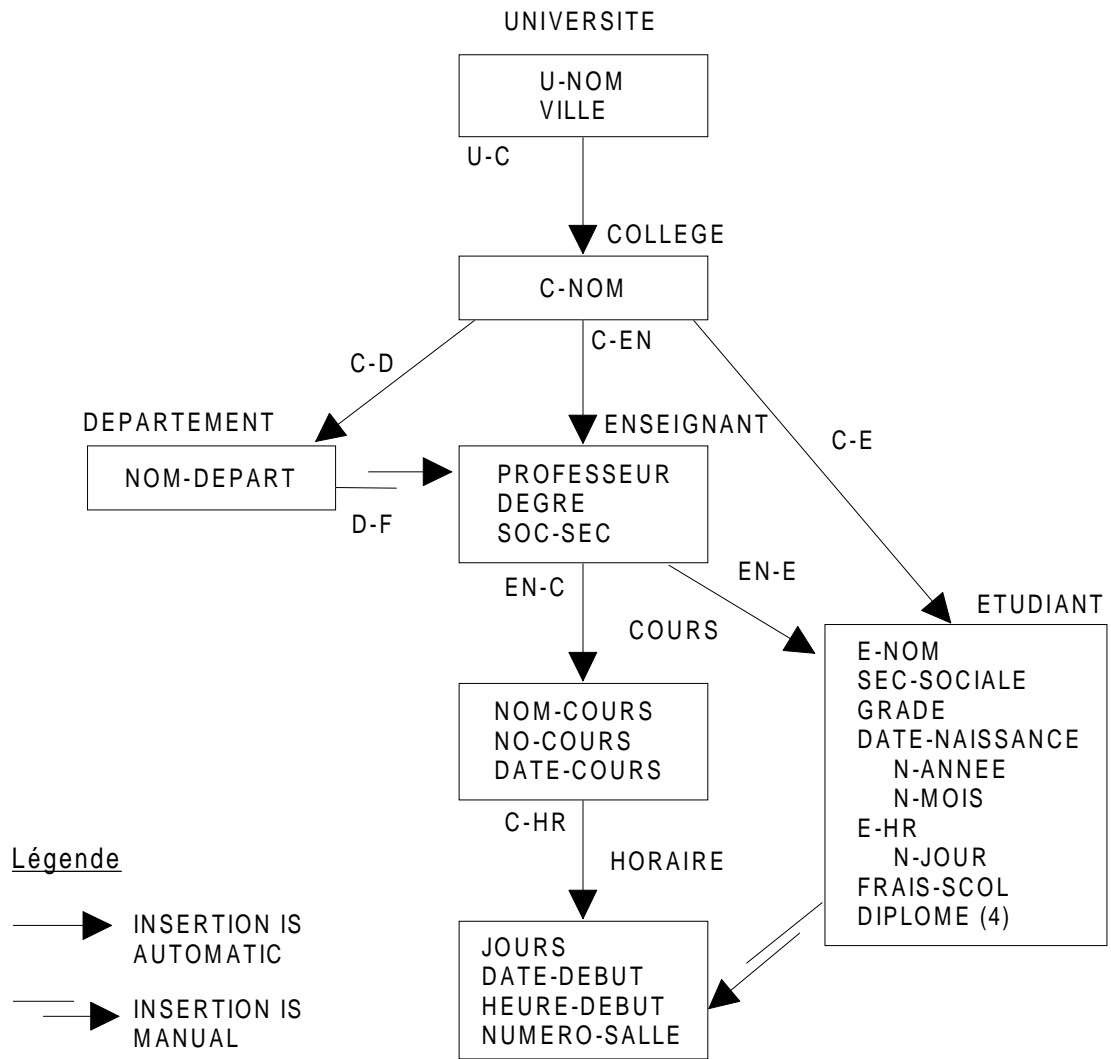 UNIVERSITE
U-NOM
VILLE
U-C
COLLEGE
C-NOM
C-D
C-EN
C-E
DEPARTEMENT
NOM-DEPART
D-F
ENSEIGNANT
PROFESSEUR
DEGRE
SOC-SEC
EN-C
EN-E
COURS
NOM-COURS
NO-COURS
DATE-COURS
C-HR
ETUDIANT
E-NOM
SEC-SOCIALE
GRADE
DATE-NAISSANCE
N-ANNEE
N-MOIS
E-HR
N-JOUR
FRAIS-SCOL
DIPLOME (4)
HORAIRE
JOURS
DATE-DEBUT
HEURE-DEBUT
NUMERO-SALLE
Légende
INSERTION IS
AUTOMATIC
INSERTION IS
MANUAL